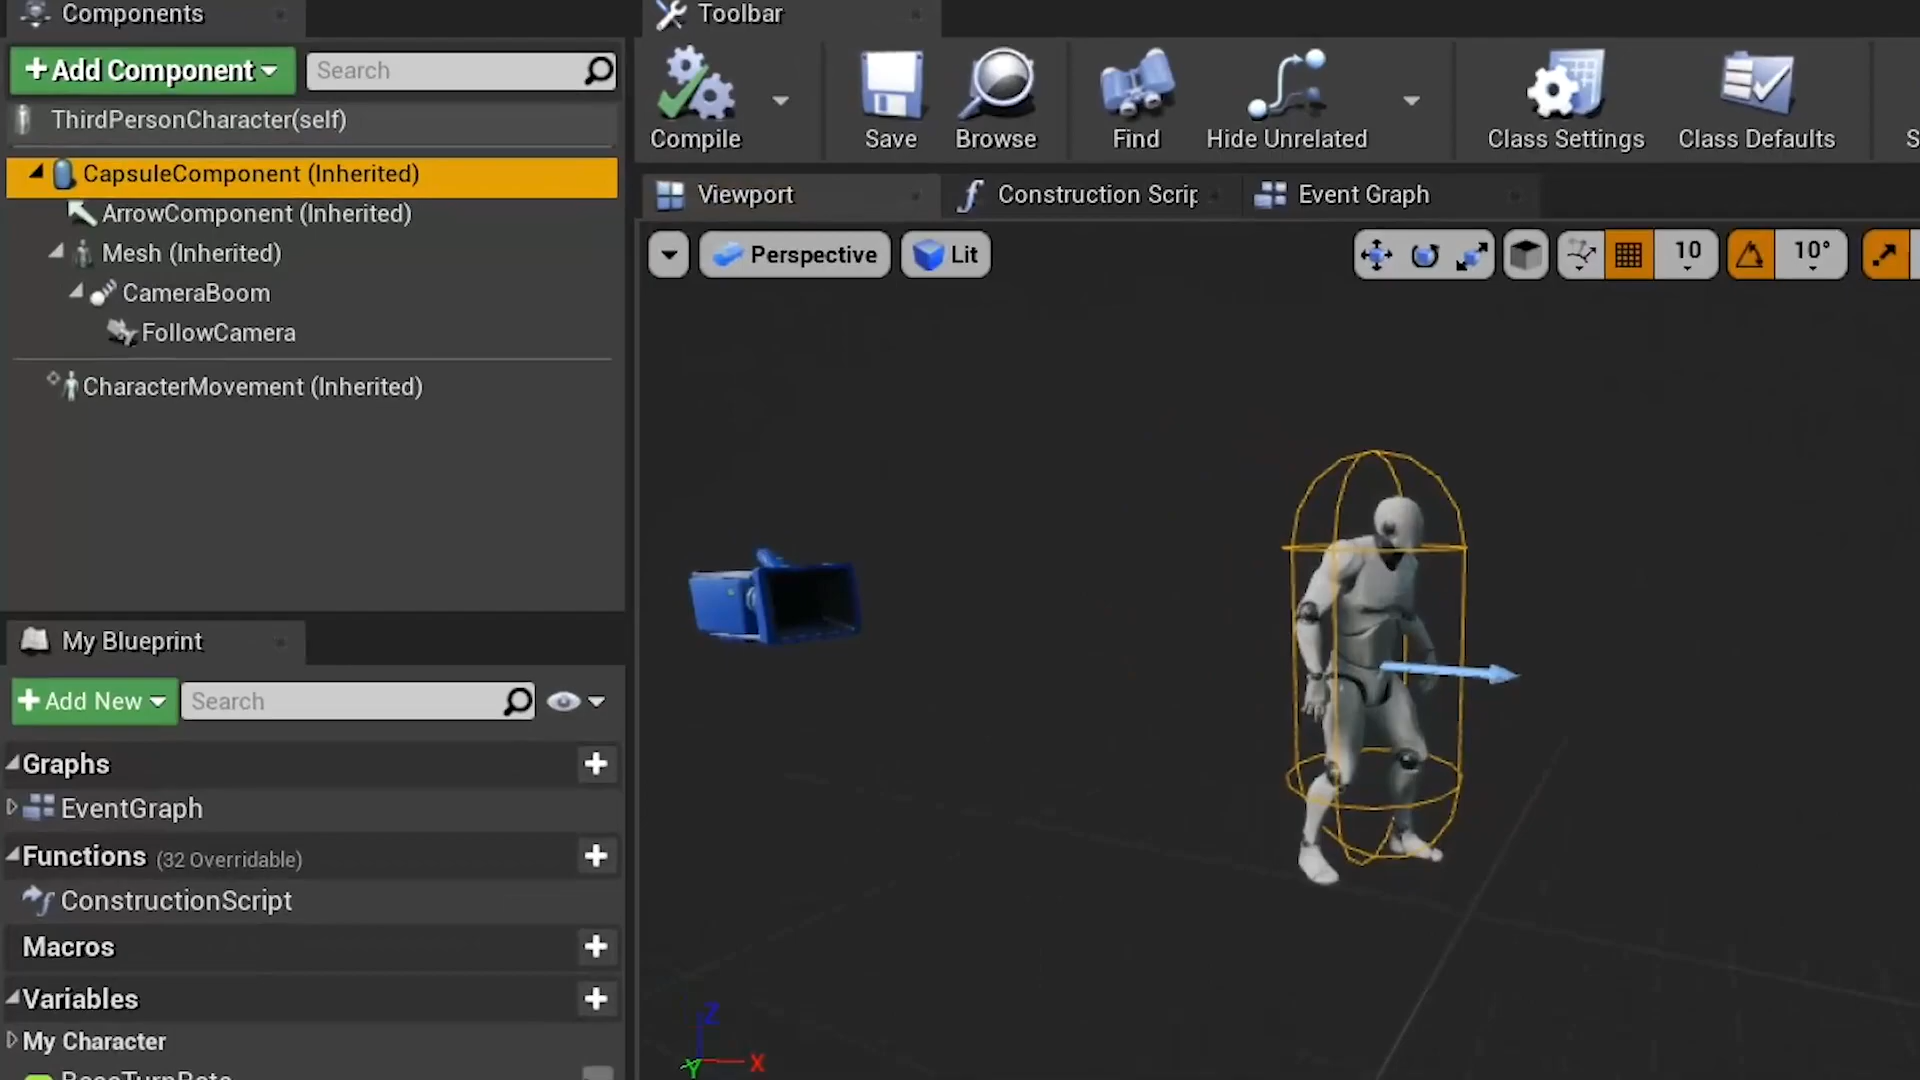 Components
Toolbar
+Add Component
Search
ThirdPersonCharacter(self)
CapsuleComponent (Inherited)
ArrowComponent (Inherited)
Mesh (Inherited)
CameraBoom
FollowCamera
CharacterMovement (Inherited)
Compile
Save
Browse
Find
Hide Unrelated
Class Settings
Class Defaults
S
Viewport
Construction Scrip
Event Graph
Perspective
Lit
10
10°
My Blueprint
+Add New
Search
Graphs
EventGraph
Functions (32 Overridable)
ConstructionScript
Macros
Variables
My Character
BaseTurnRate
Z
Y
X